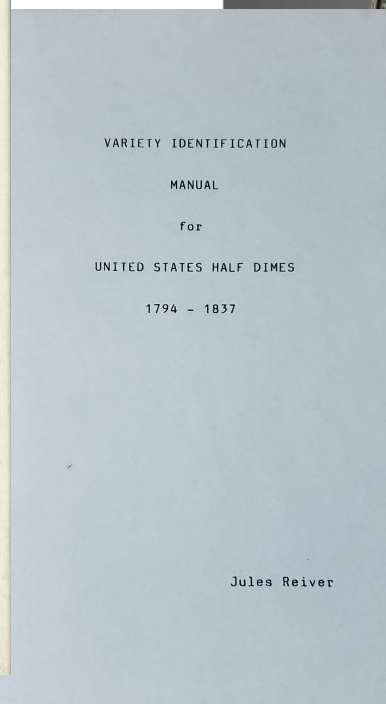 VARIETY IDENTIFICATION
MANUAL
for
UNITED STATES HALF DIMES
1794 - 1837
Jules Reiver